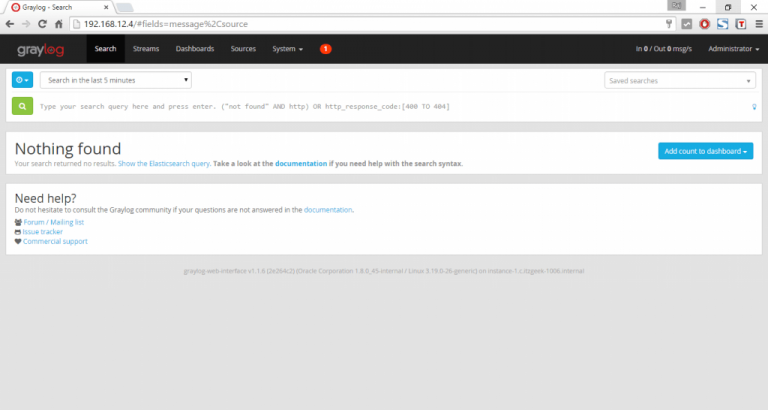 Graylog - Search
192.168.12.4/#fields=message%2Csource
graylog Search Streams Dashboards Sources System 1 In 0 / Out 0 msg/s Administrator
Search in the last 5 minutes Saved searches
Type your search query here and press enter. ("not found" AND http) OR http_response_code:[400 TO 404]
Nothing found
Add count to dashboard
Your search returned no results. Show the Elasticsearch query. Take a look at the documentation if you need help with the search syntax.
Need help?
Do not hesitate to consult the Graylog community if your questions are not answered in the documentation.
Forum / Mailing list
Issue tracker
Commercial support
graylog-web-interface v1.1.6 (2e264c2) (Oracle Corporation 1.8.0_45-internal / Linux 3.19.0-26-generic) on instance-1.c.itzgeek-1006.internal